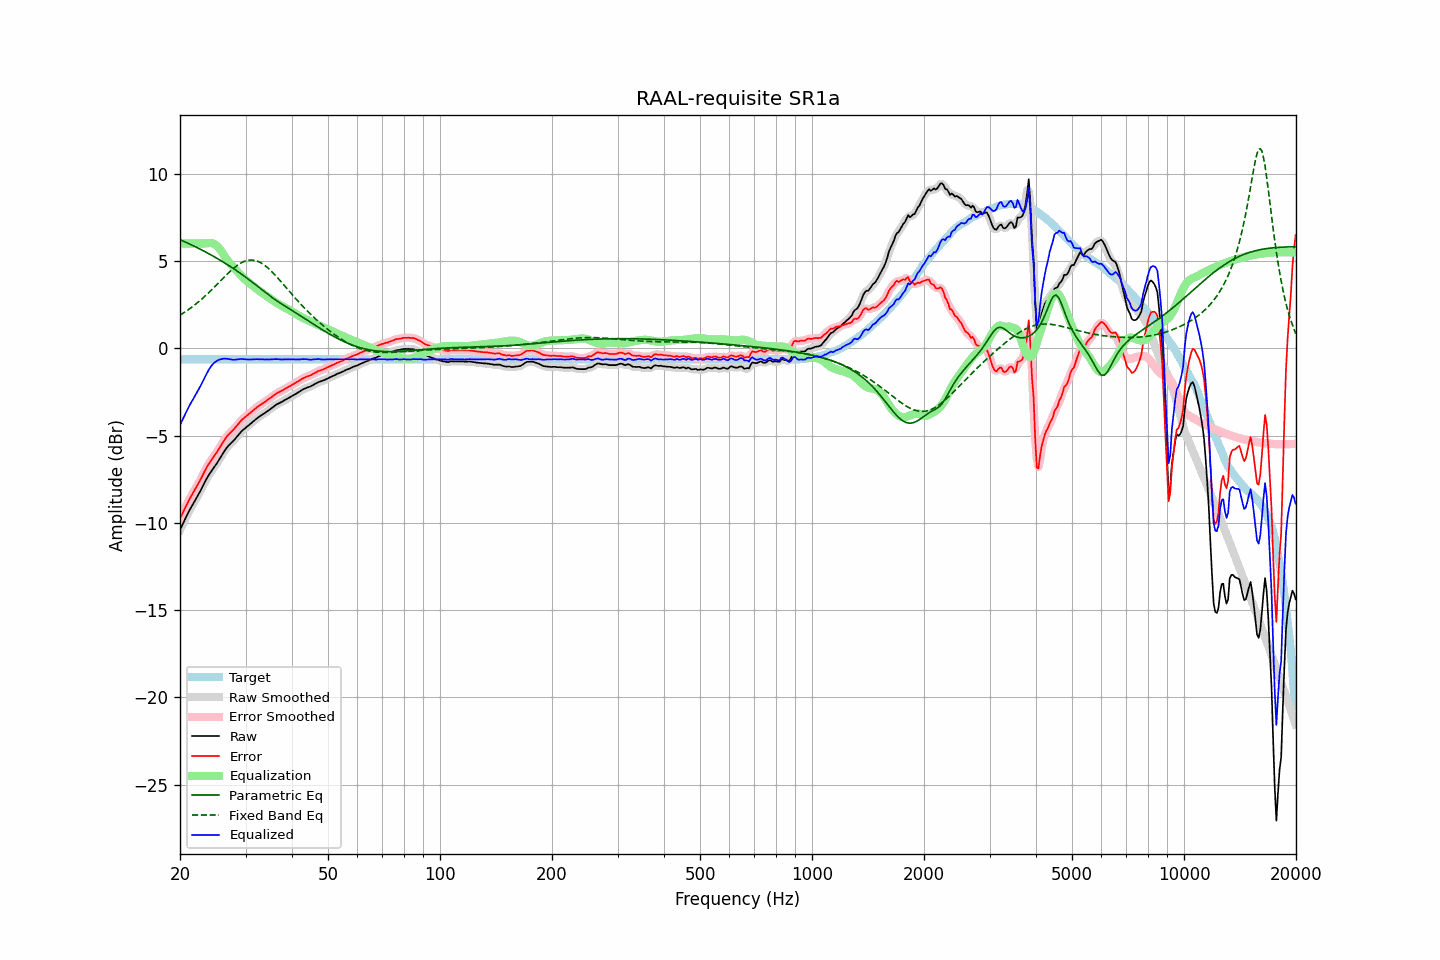 RAAL-requisite SR1a
Amplitude (dBr)
10
5
0
−5
−10
−15
−20
−25
Target
Raw Smoothed
Error Smoothed
Raw
Error
Equalization
Parametric Eq
Fixed Band Eq
Equalized
20 50 100 200 500 1000 2000 5000 10000 20000
Frequency (Hz)